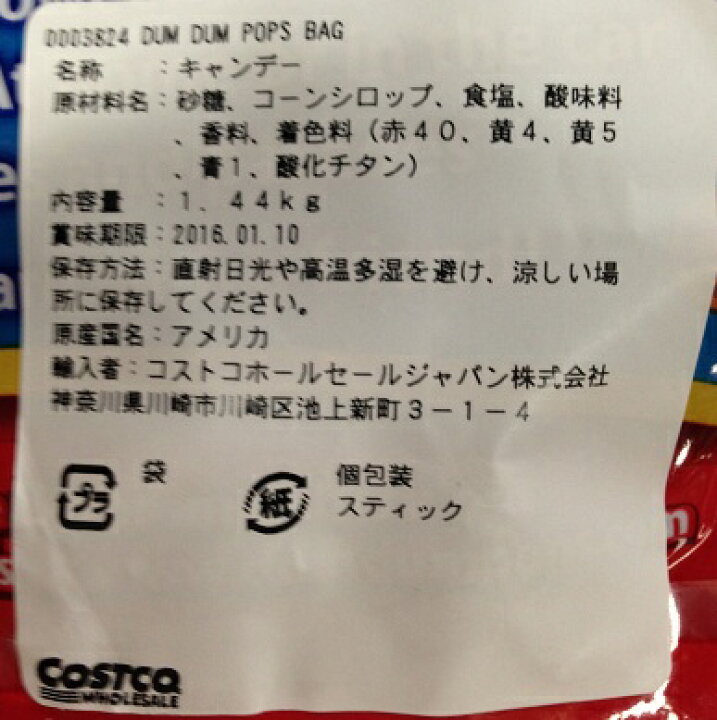 DDD3824 DUM DUM POPS BAG
名称 ：キャンデー
原材料名：砂糖、コーンシロップ、食塩、酸味料
、香料、着色料（赤４０、黄４、黄５
、青１、酸化チタン）
内容量 ：１．４４ｋｇ
賞味期限：2016.01.10
保存方法：直射日光や高温多湿を避け、涼しい場
所に保存してください。
原産国名：アメリカ
輸入者：コストコホールセールジャパン株式会社
神奈川県川崎市川崎区池上新町３－１－４
プラ 袋 紙 個包装
スティック
COSTCO
WHOLESALE